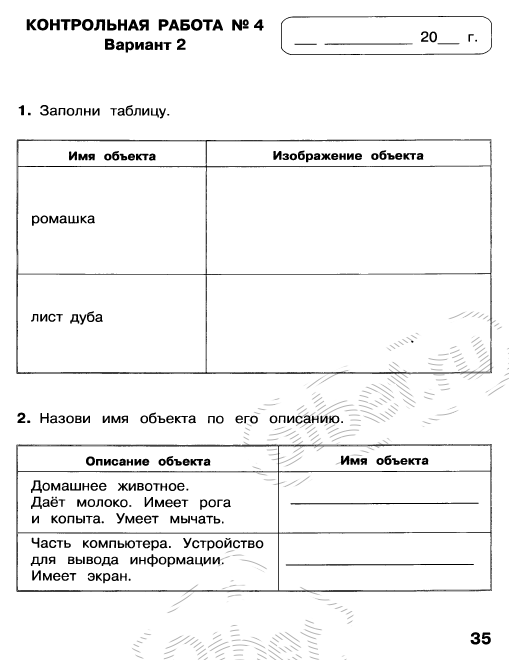 КОНТРОЛЬНАЯ РАБОТА № 4
Вариант 2
20 г.
1. Заполни таблицу.
Имя объекта Изображение объекта
ромашка
лист дуба
2. Назови имя объекта по его описанию.
Описание объекта Имя объекта
Домашнее животное.
Даёт молоко. Имеет рога
и копыта. Умеет мычать.
Часть компьютера. Устройство
для вывода информации.
Имеет экран.
35